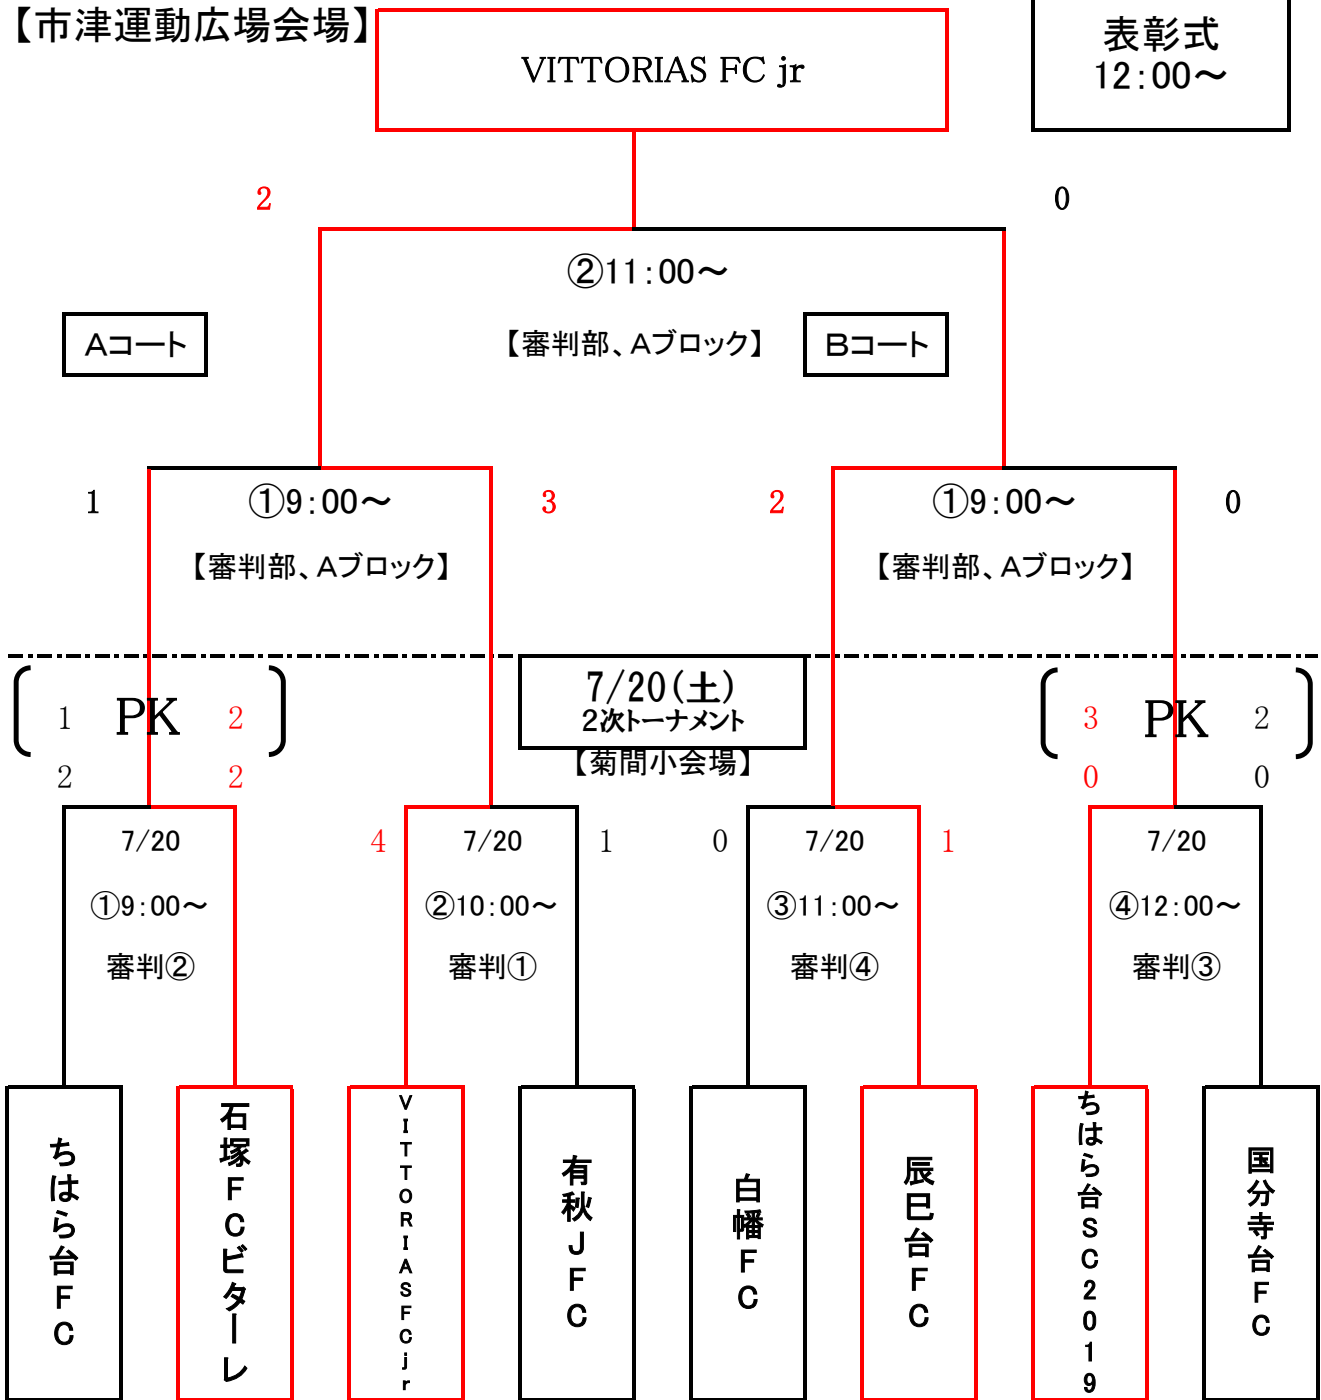 【市津運動広場会場】
VITTORIAS FC jr
表彰式
12:00～
2
0
②11:00～
Aコート
【審判部、Aブロック】
Bコート
1
①9:00～
3
2
①9:00～
0
【審判部、Aブロック】
【審判部、Aブロック】
1 PK 2
7/20(土)
2次トーナメント
3 PK 2
【菊間小会場】
2
2
0
0
7/20
4
7/20
1
0
7/20
1
7/20
①9:00～
②10:00～
③11:00～
④12:00～
審判②
審判①
審判④
審判③
ちはら台FC
石塚FCビターレ
VITTORIASFCjr
有秋JFC
白幡FC
辰巳台FC
ちはら台SC2019
国分寺台FC